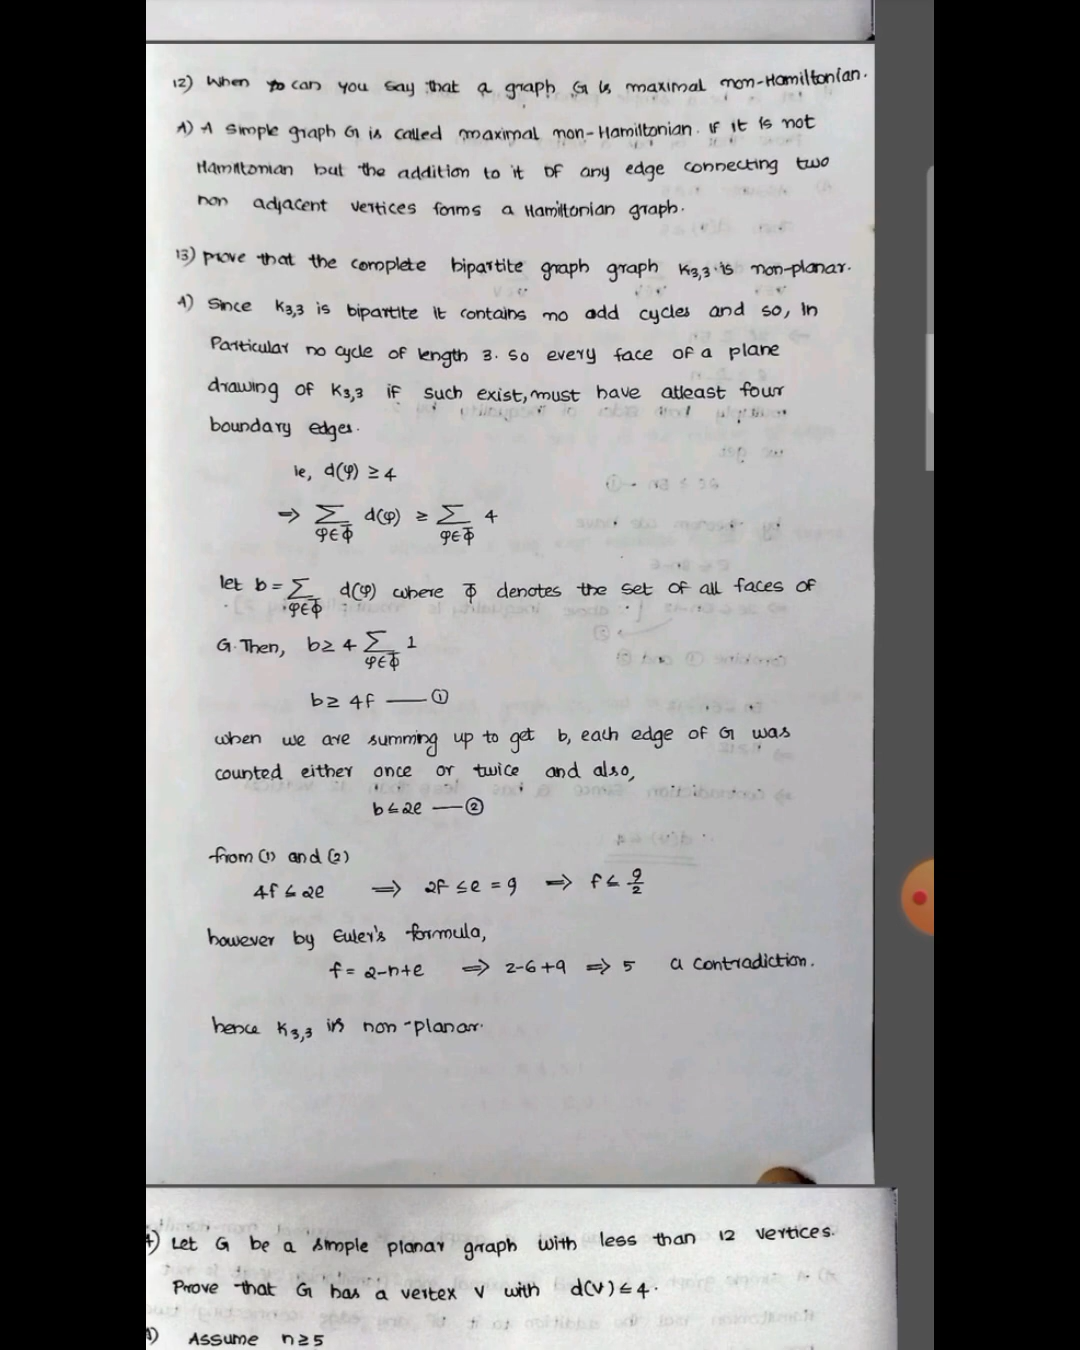 12) When can you say that a graph G is maximal non-Hamiltonian.
A) A simple graph G is called maximal non-Hamiltonian. if it is not
Hamiltonian but the addition to it of any edge connecting two
non adjacent vertices forms a Hamiltonian graph.
13) prove that the complete bipartite graph graph K3,3 is non-planar.
A) Since K3,3 is bipartite it contains no odd cycles and so, In
Particular no cycle of length 3. so every face of a plane
drawing of K3,3 if such exist, must have atleast four
boundary edges.
ie, d(φ) ≥ 4
⇒ Σφ∈Φ d(φ) ≥ Σφ∈Φ 4
let b = Σφ∈Φ d(φ) where Φ denotes the set of all faces of
G. Then, b ≥ 4 Σφ∈Φ 1
b ≥ 4f —— ①
when we are summing up to get b, each edge of G was
counted either once or twice and also,
b ≤ 2e —— ②
from (1) and (2)
4f ≤ 2e ⇒ 2f ≤ e = 9 ⇒ f ≤ 9/2
however by Euler's formula,
f = 2-n+e ⇒ 2-6+9 ⇒ 5 a contradiction.
hence K3,3 is non-planar.
) Let G be a simple planar graph with less than 12 vertices.
Prove that G has a vertex v with d(v) ≤ 4.
) Assume n ≥ 5